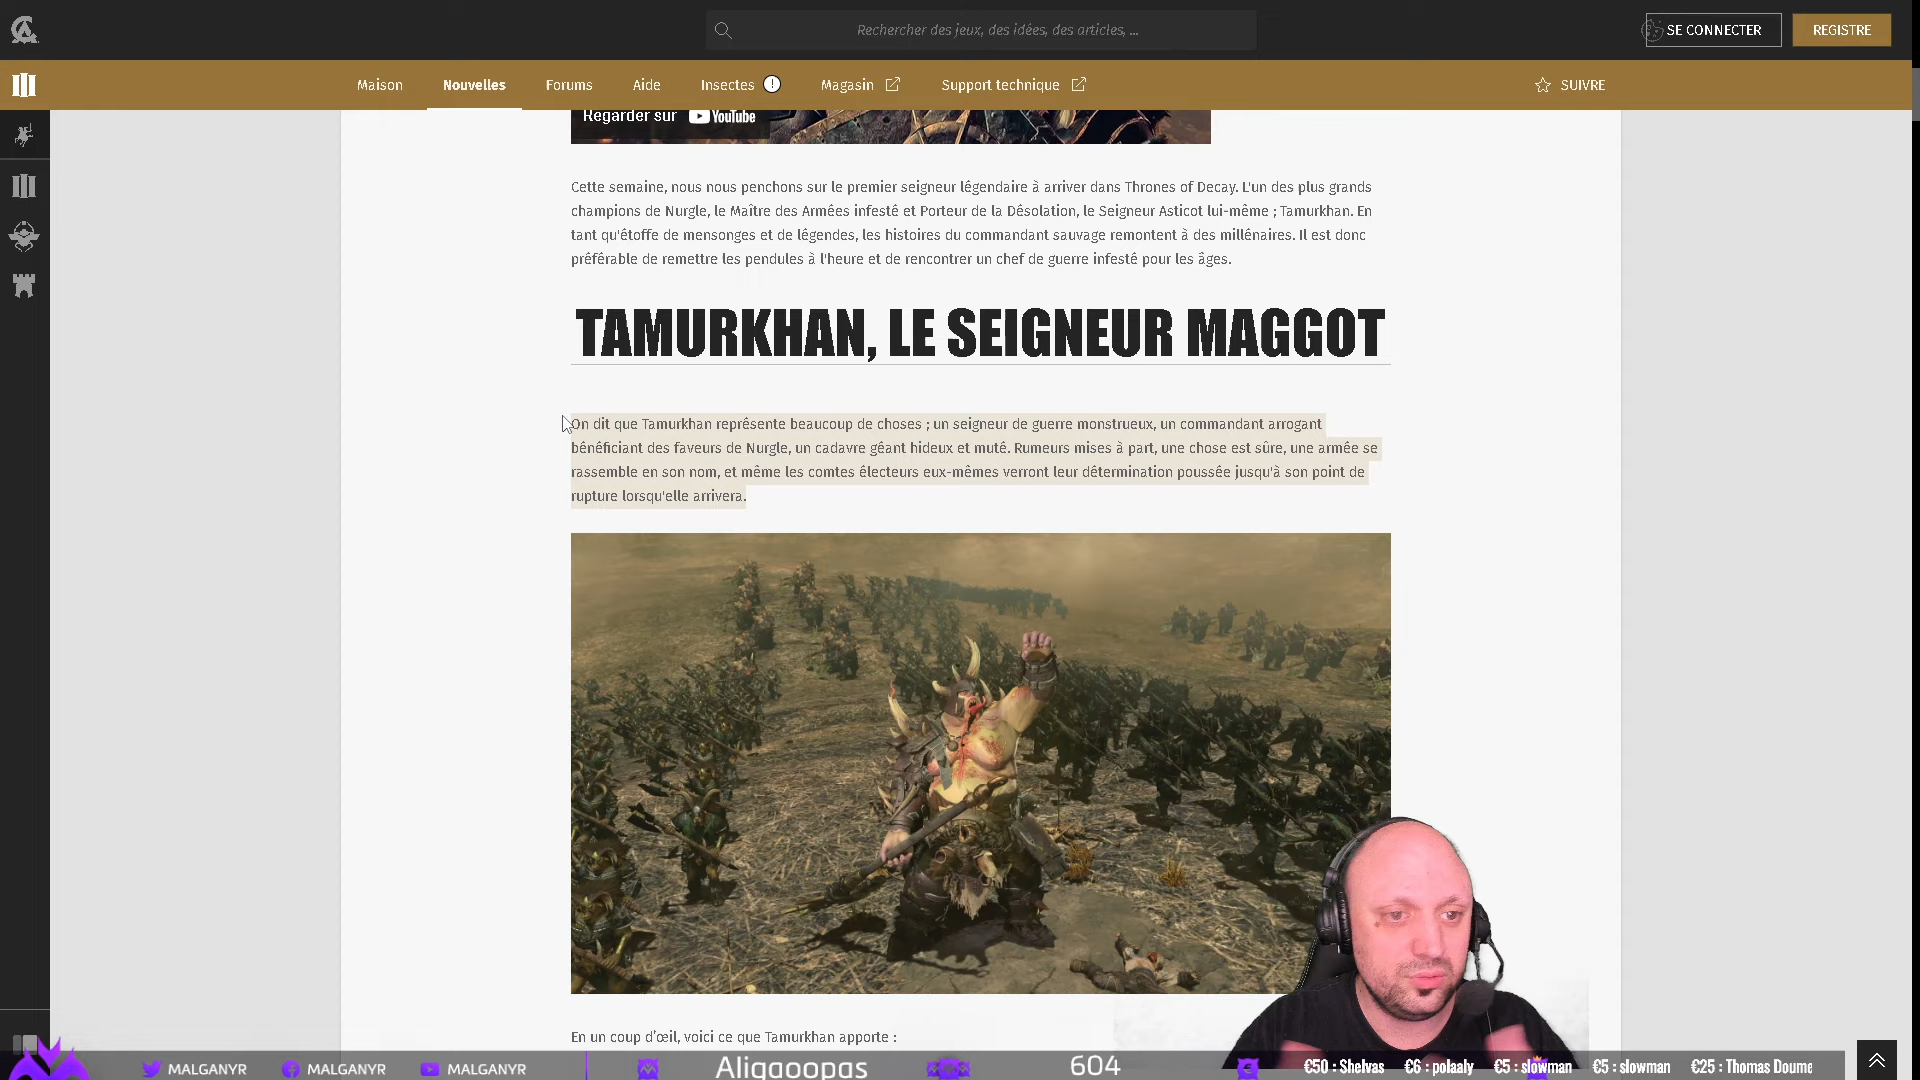 Rechercher des jeux, des idées, des articles, ...
SE CONNECTER
REGISTRE
Maison
Nouvelles
Forums
Aide
Insectes
Magasin
Support technique
SUIVRE
Regarder sur YouTube
Cette semaine, nous nous penchons sur le premier seigneur légendaire à arriver dans Thrones of Decay. L'un des plus grands
champions de Nurgle, le Maître des Armées infesté et Porteur de la Désolation, le Seigneur Asticot lui-même ; Tamurkhan. En
tant qu'étoffe de mensonges et de légendes, les histoires du commandant sauvage remontent à des millénaires. Il est donc
préférable de remettre les pendules à l'heure et de rencontrer un chef de guerre infesté pour les âges.
TAMURKHAN, LE SEIGNEUR MAGGOT
On dit que Tamurkhan représente beaucoup de choses ; un seigneur de guerre monstrueux, un commandant arrogant
bénéficiant des faveurs de Nurgle, un cadavre géant hideux et muté. Rumeurs mises à part, une chose est sûre, une armée se
rassemble en son nom, et même les comtes électeurs eux-mêmes verront leur détermination poussée jusqu'à son point de
rupture lorsqu'elle arrivera.
En un coup d'œil, voici ce que Tamurkhan apporte :
MALGANYR
MALGANYR
MALGANYR
Aligaoopas
604
€50 : Shelvas
€6 : polaaly
€5 : slowman
€5 : slowman
€25 : Thomas Doume